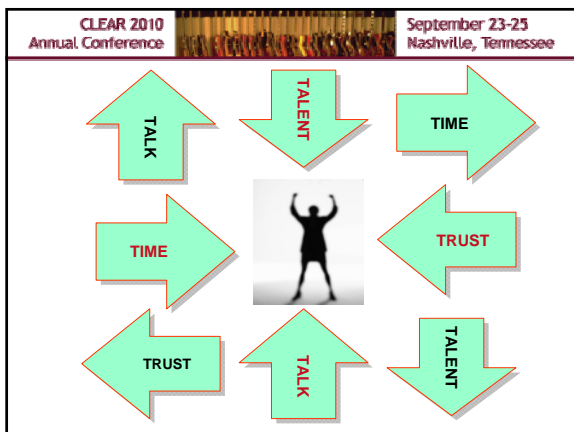 CLEAR 2010
Annual Conference
September 23-25
Nashville, Tennessee
TALK
TALENT
TIME
TIME
TRUST
TRUST
TALK
TALENT